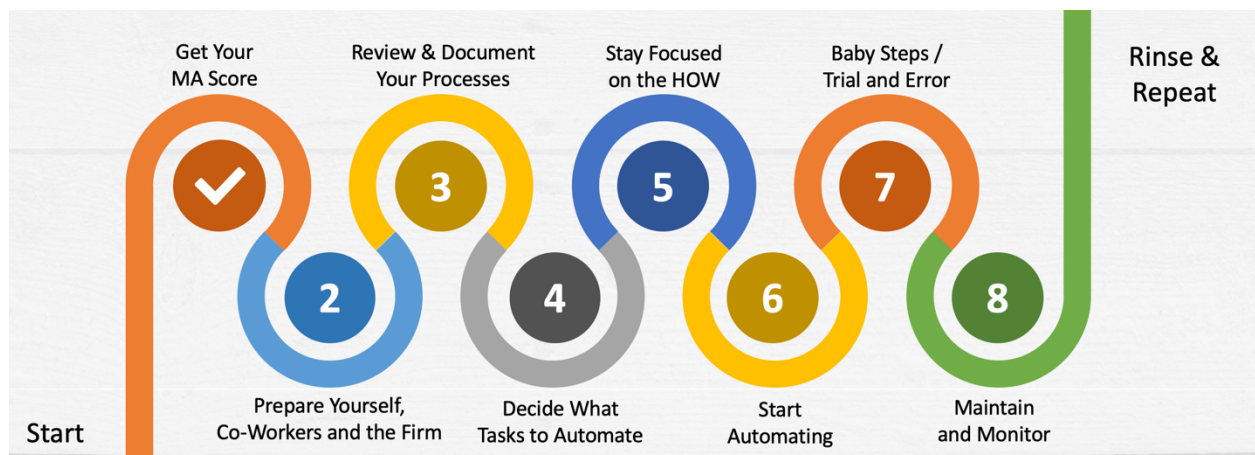 Get Your
MA Score
Review & Document
Your Processes
Stay Focused
on the HOW
Baby Steps /
Trial and Error
Rinse &
Repeat
3
5
7
2
4
6
8
Prepare Yourself,
Co-Workers and the Firm
Decide What
Tasks to Automate
Start
Automating
Maintain
and Monitor
Start